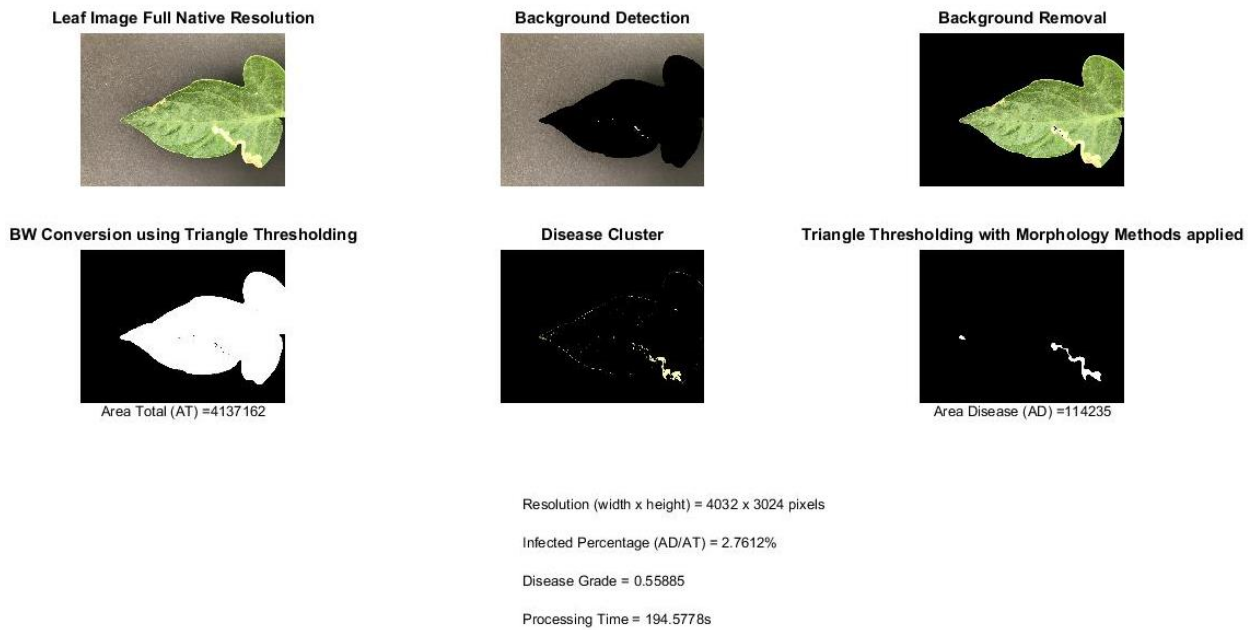 Leaf Image Full Native Resolution
Background Detection
Background Removal
BW Conversion using Triangle Thresholding
Disease Cluster
Triangle Thresholding with Morphology Methods applied
Area Total (AT) =4137162
Area Disease (AD) =114235
Resolution (width x height) = 4032 x 3024 pixels
Infected Percentage (AD/AT) = 2.7612%
Disease Grade = 0.55885
Processing Time = 194.5778s